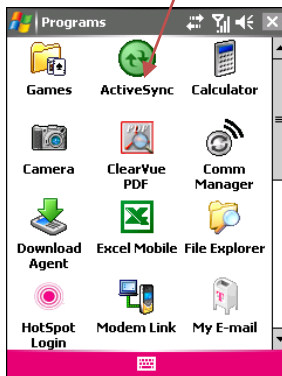 Programs
Games ActiveSync Calculator
PDF
Camera ClearVue PDF Comm Manager
Download Agent Excel Mobile File Explorer
T
HotSpot Login Modem Link My E-mail